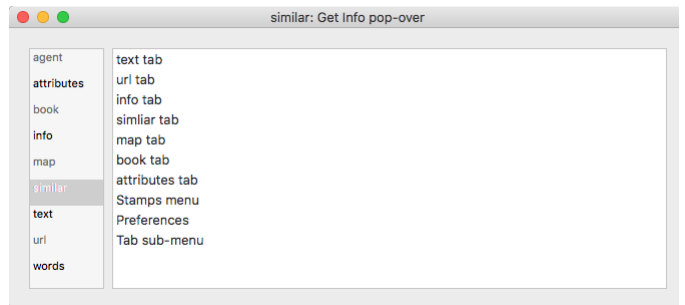 similar: Get Info pop-over
agent
attributes
book
info
map
similar
text
url
words
text tab
url tab
info tab
simliar tab
map tab
book tab
attributes tab
Stamps menu
Preferences
Tab sub-menu